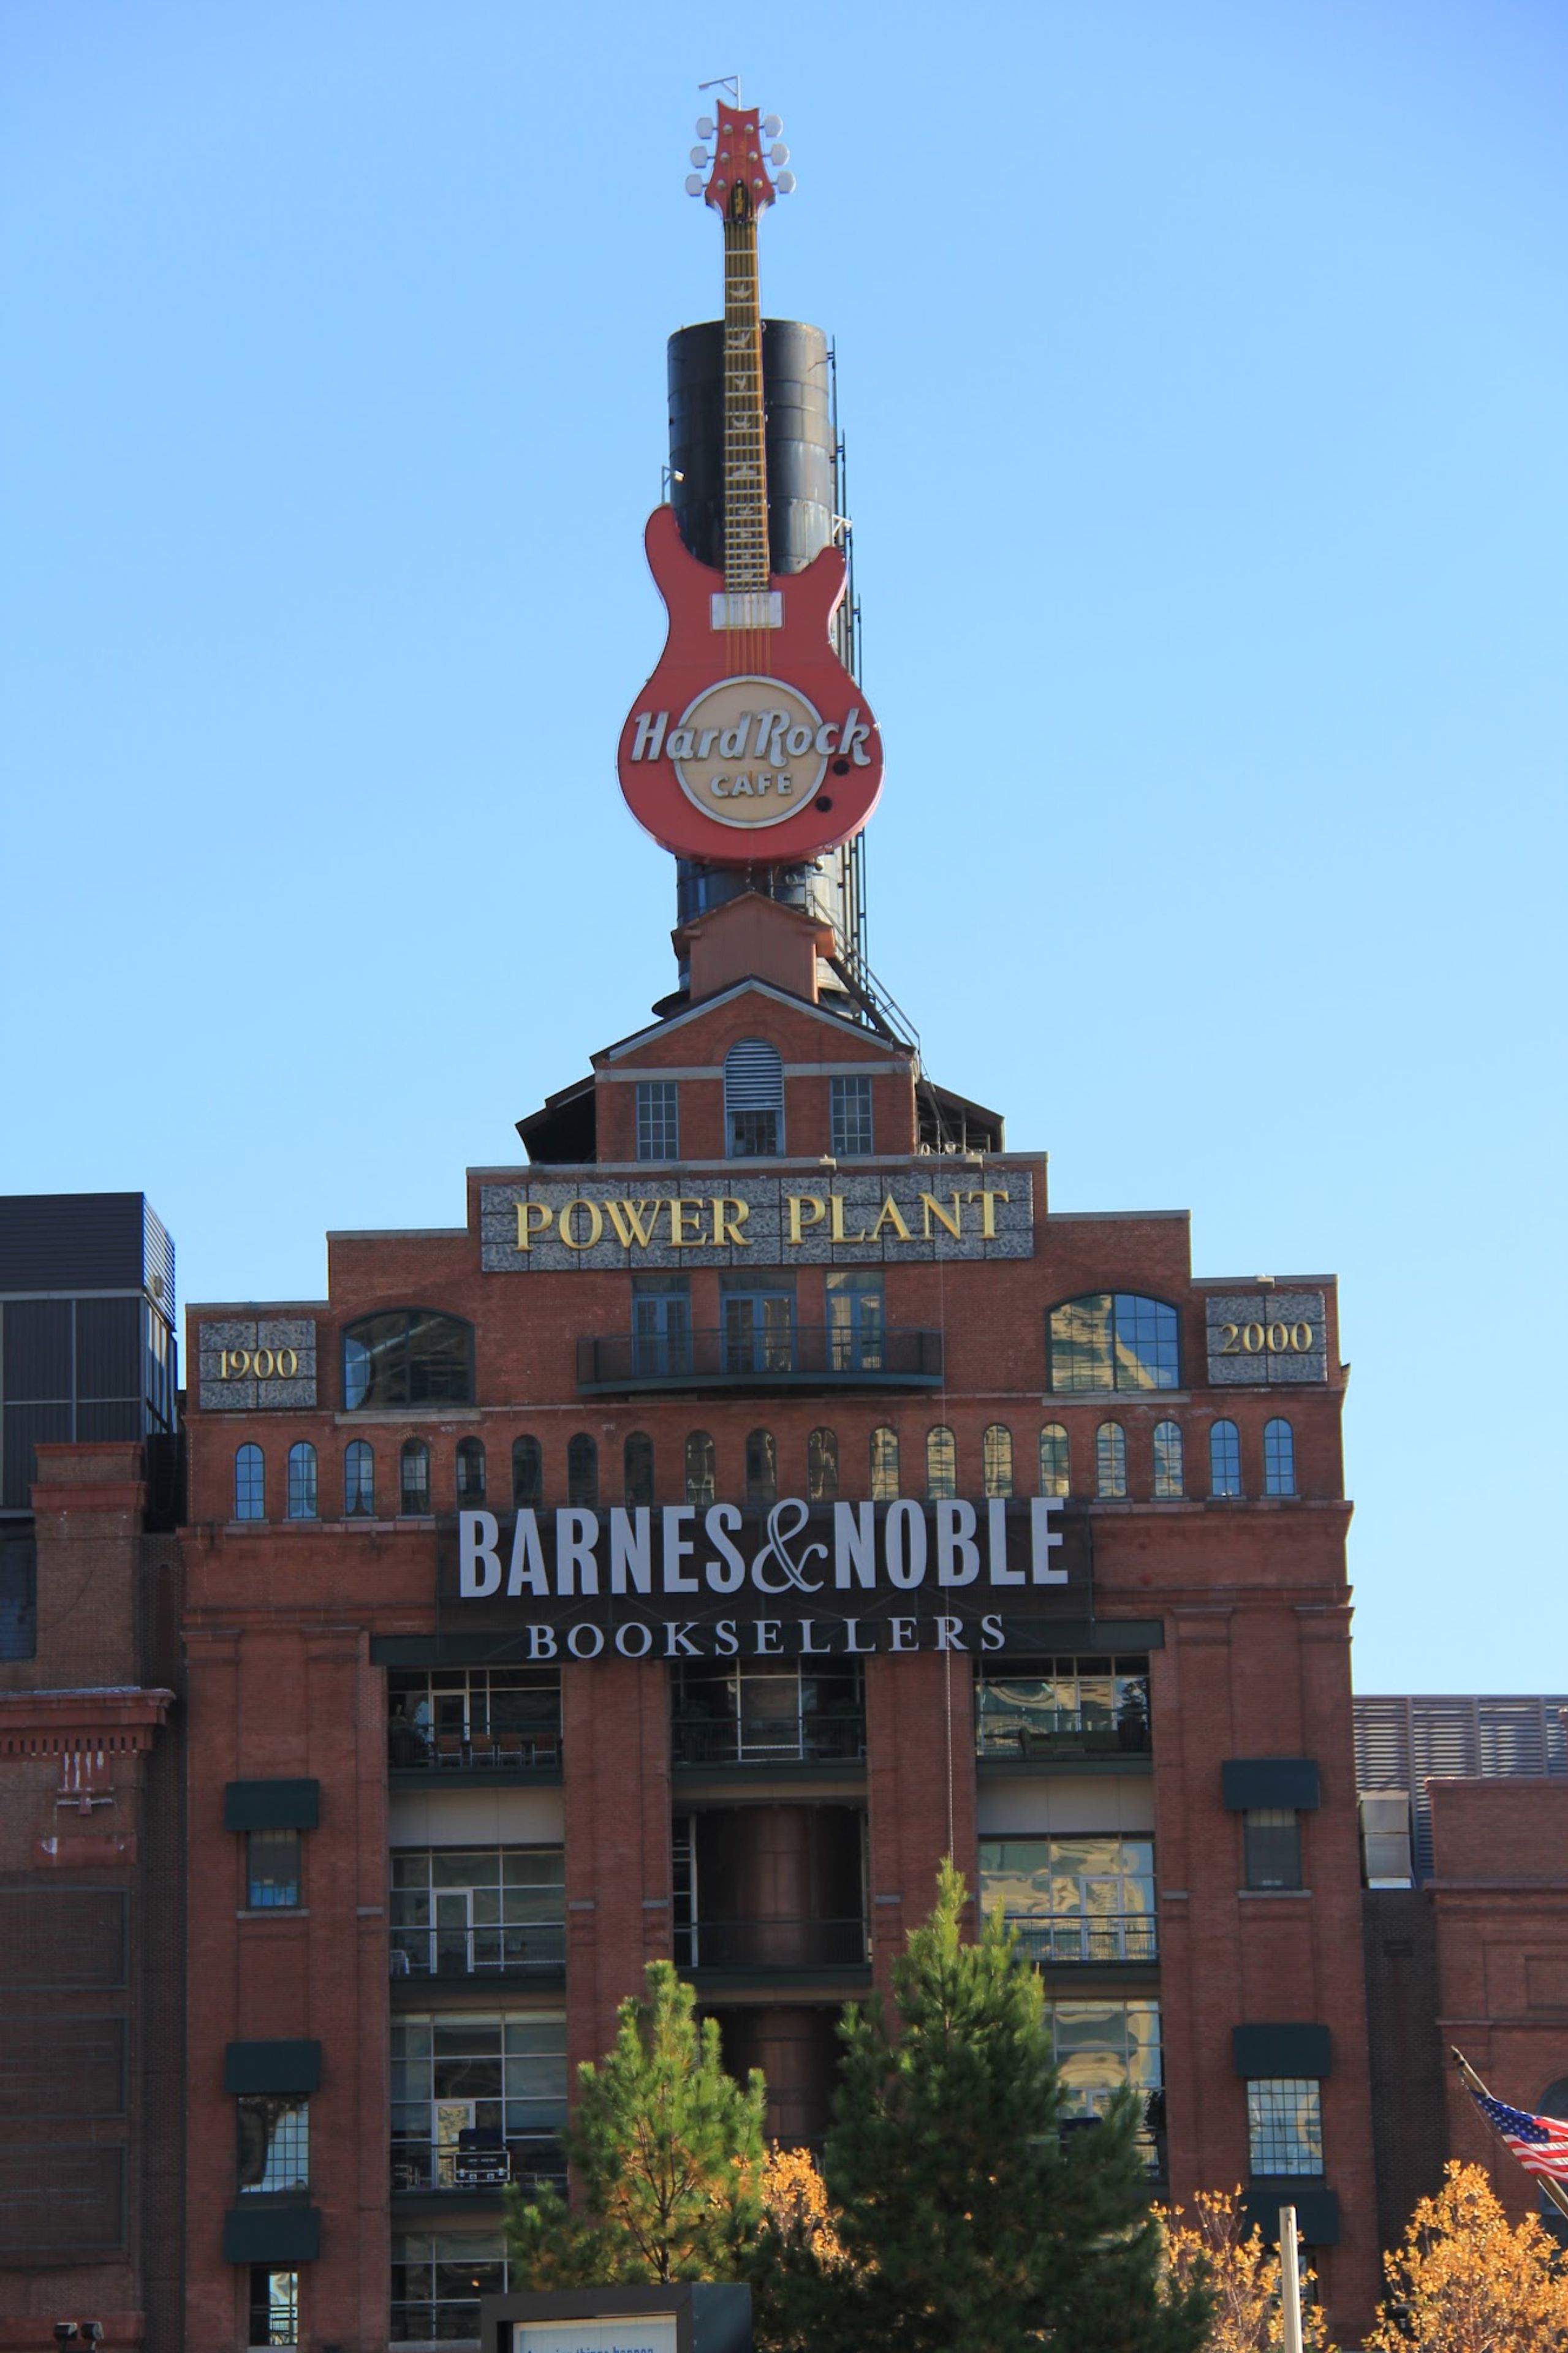 Hard Rock
CAFE
POWER PLANT
1900
2000
BARNES & NOBLE
BOOKSELLERS